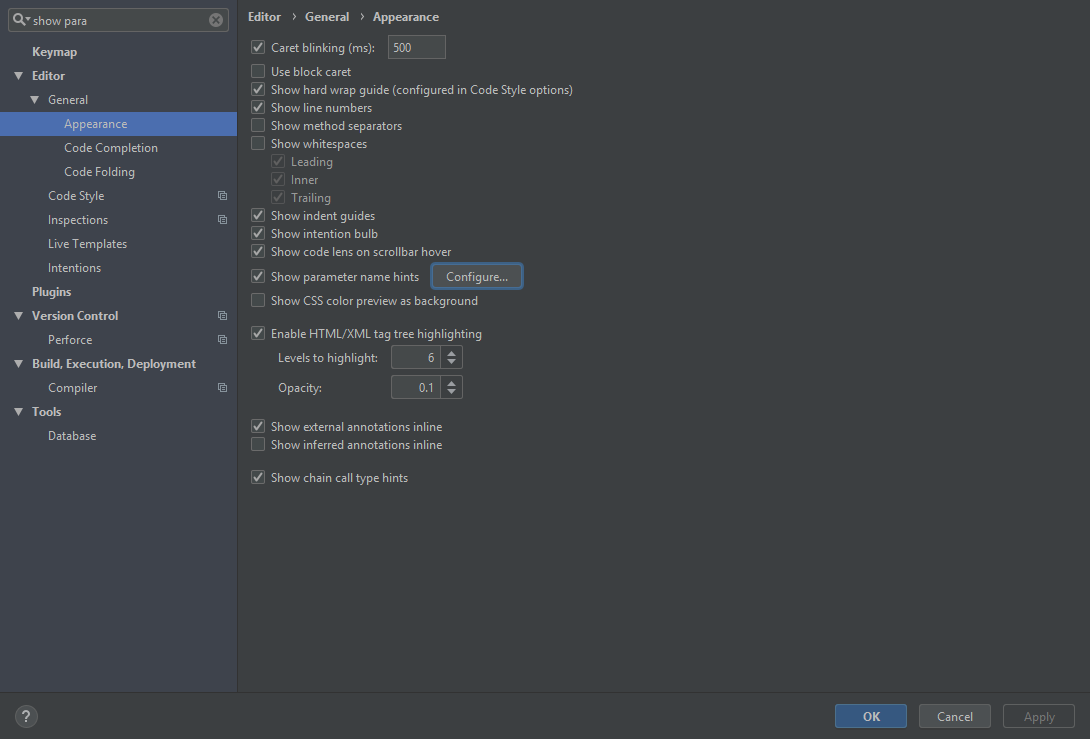 show para
Keymap
Editor
General
Appearance
Code Completion
Code Folding
Code Style
Inspections
Live Templates
Intentions
Plugins
Version Control
Perforce
Build, Execution, Deployment
Compiler
Tools
Database
Editor › General › Appearance
Caret blinking (ms): 500
Use block caret
Show hard wrap guide (configured in Code Style options)
Show line numbers
Show method separators
Show whitespaces
Leading
Inner
Trailing
Show indent guides
Show intention bulb
Show code lens on scrollbar hover
Show parameter name hints Configure...
Show CSS color preview as background
Enable HTML/XML tag tree highlighting
Levels to highlight: 6
Opacity: 0.1
Show external annotations inline
Show inferred annotations inline
Show chain call type hints
? OK Cancel Apply